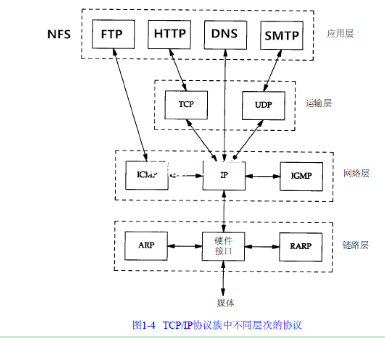 NFS FTP HTTP DNS SMTP 应用层
TCP UDP 运输层
ICMP IP IGMP 网络层
ARP 硬件 RARP 链路层
接口
媒体
图1-4 TCP/IP协议族中不同层次的协议